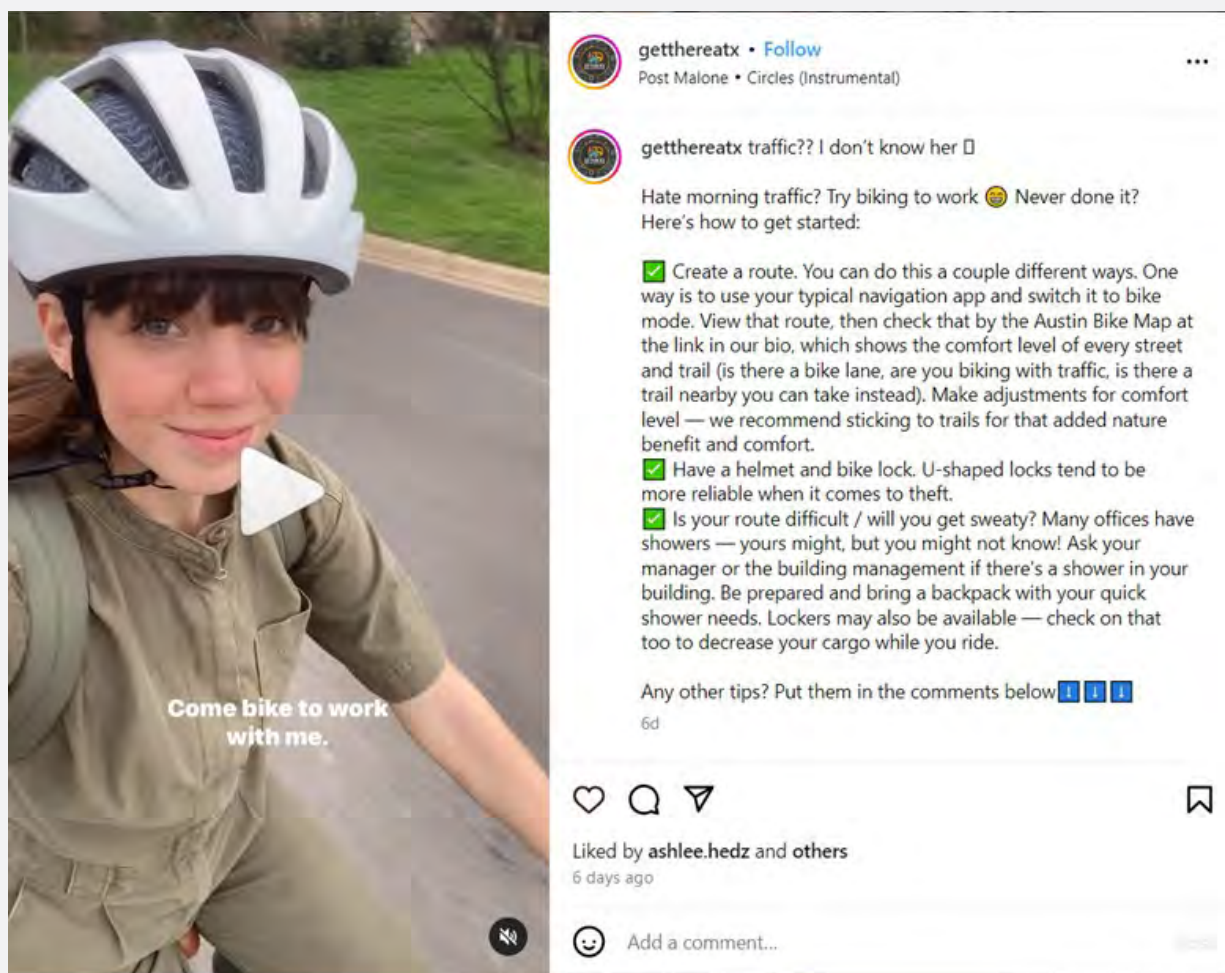 getthereatx • Follow
Post Malone • Circles (Instrumental)
getthereatx traffic?? I don't know her
Hate morning traffic? Try biking to work 😁 Never done it?
Here's how to get started:
✅ Create a route. You can do this a couple different ways. One
way is to use your typical navigation app and switch it to bike
mode. View that route, then check that by the Austin Bike Map at
the link in our bio, which shows the comfort level of every street
and trail (is there a bike lane, are you biking with traffic, is there a
trail nearby you can take instead). Make adjustments for comfort
level — we recommend sticking to trails for that added nature
benefit and comfort.
✅ Have a helmet and bike lock. U-shaped locks tend to be
more reliable when it comes to theft.
✅ Is your route difficult / will you get sweaty? Many offices have
showers — yours might, but you might not know! Ask your
manager or the building management if there's a shower in your
building. Be prepared and bring a backpack with your quick
shower needs. Lockers may also be available — check on that
too to decrease your cargo while you ride.
Any other tips? Put them in the comments below⬇️⬇️⬇️
6d
Liked by ashlee.hedz and others
6 days ago
Add a comment...
Come bike to work
with me.